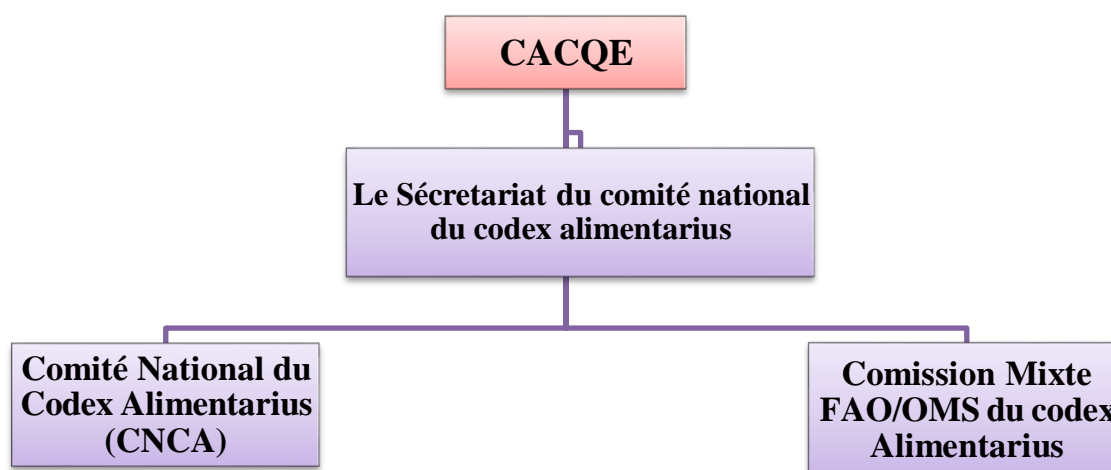 CACQE
Le Sécretariat du comité national
du codex alimentarius
Comité National du
Codex Alimentarius
(CNCA)
Comission Mixte
FAO/OMS du codex
Alimentarius